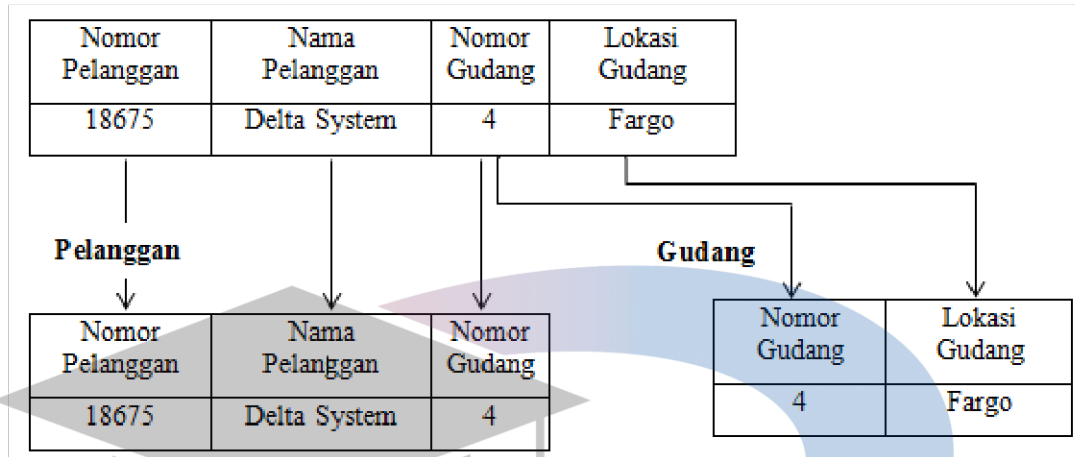 Nomor Nama Nomor Lokasi
Pelanggan Pelanggan Gudang Gudang
18675 Delta System 4 Fargo
Pelanggan Gudang
Nomor Nama Nomor
Pelanggan Pelanggan Gudang
18675 Delta System 4
Nomor Lokasi
Gudang Gudang
4 Fargo